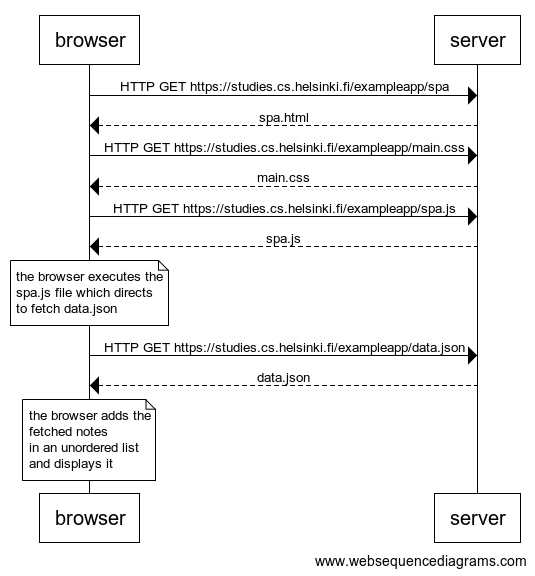 browser
server
HTTP GET https://studies.cs.helsinki.fi/exampleapp/spa
spa.html
HTTP GET https://studies.cs.helsinki.fi/exampleapp/main.css
main.css
HTTP GET https://studies.cs.helsinki.fi/exampleapp/spa.js
spa.js
the browser executes the
spa.js file which directs
to fetch data.json
HTTP GET https://studies.cs.helsinki.fi/exampleapp/data.json
data.json
the browser adds the
fetched notes
in an unordered list
and displays it
browser
server
www.websequencediagrams.com